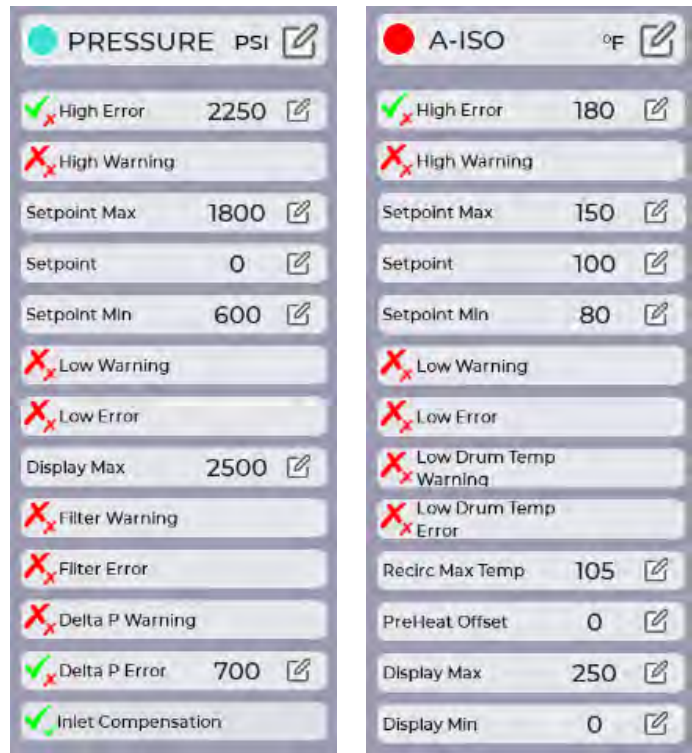 PRESSURE PSI
High Error 2250
High Warning
Setpoint Max 1800
Setpoint 0
Setpoint Min 600
Low Warning
Low Error
Display Max 2500
Filter Warning
Filter Error
Delta P Warning
Delta P Error 700
Inlet Compensation
A-ISO °F
High Error 180
High Warning
Setpoint Max 150
Setpoint 100
Setpoint Min 80
Low Warning
Low Error
Low Drum Temp
Warning
Low Drum Temp
Error
Recirc Max Temp 105
PreHeat Offset 0
Display Max 250
Display Min 0